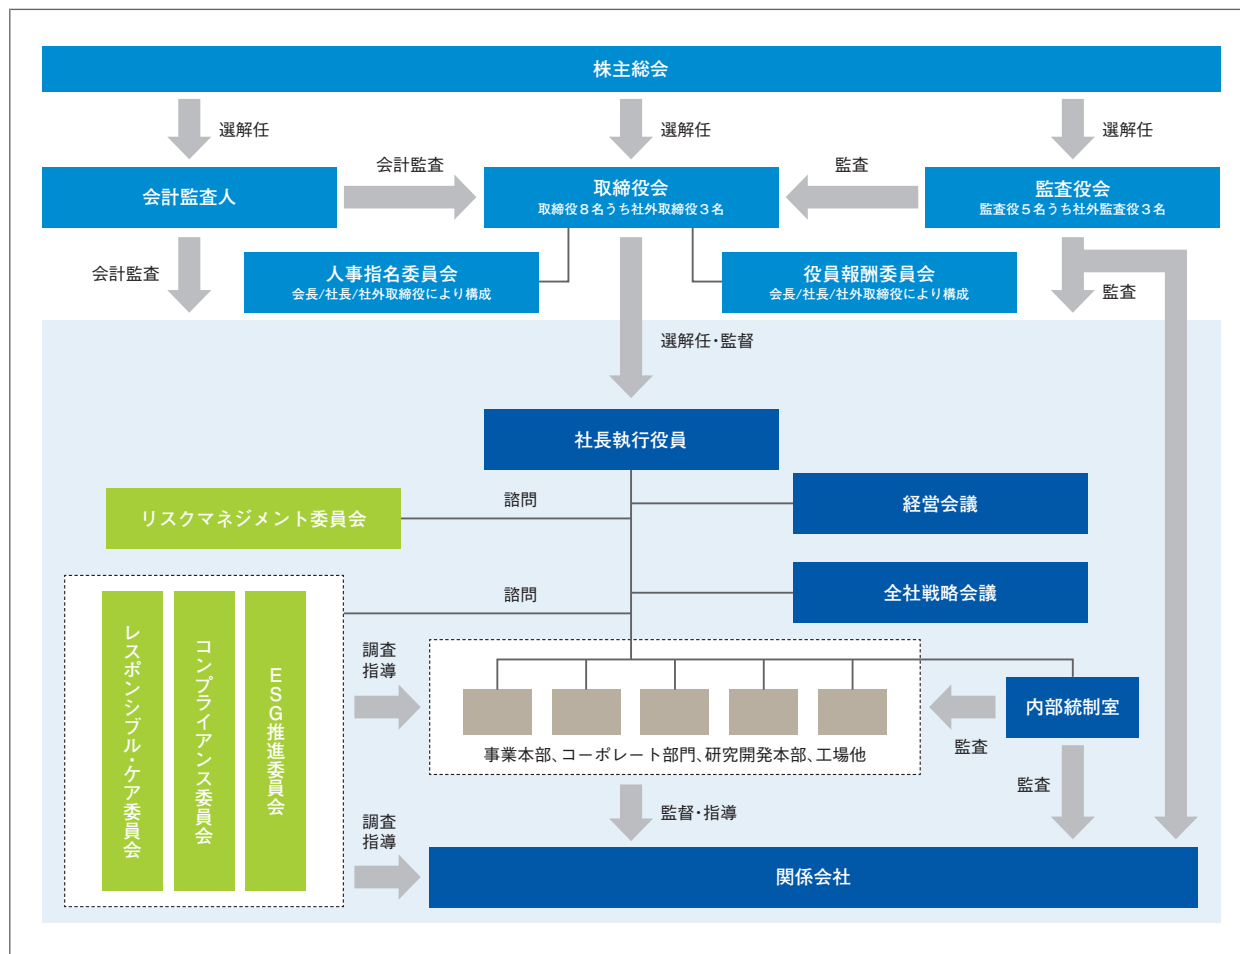 株主総会
選解任
選解任
選解任
会計監査人
会計監査
取締役会
取締役8名うち社外取締役3名
監査
監査役会
監査役5名うち社外監査役3名
会計監査
人事指名委員会
会長/社長/社外取締役により構成
役員報酬委員会
会長/社長/社外取締役により構成
監査
選解任・監督
社長執行役員
リスクマネジメント委員会
諮問
経営会議
諮問
全社戦略会議
レスポンシブル・ケア委員会
コンプライアンス委員会
ESG推進委員会
調査
指導
事業本部、コーポレート部門、研究開発本部、工場他
監査
内部統制室
監査
監督・指導
調査
指導
関係会社